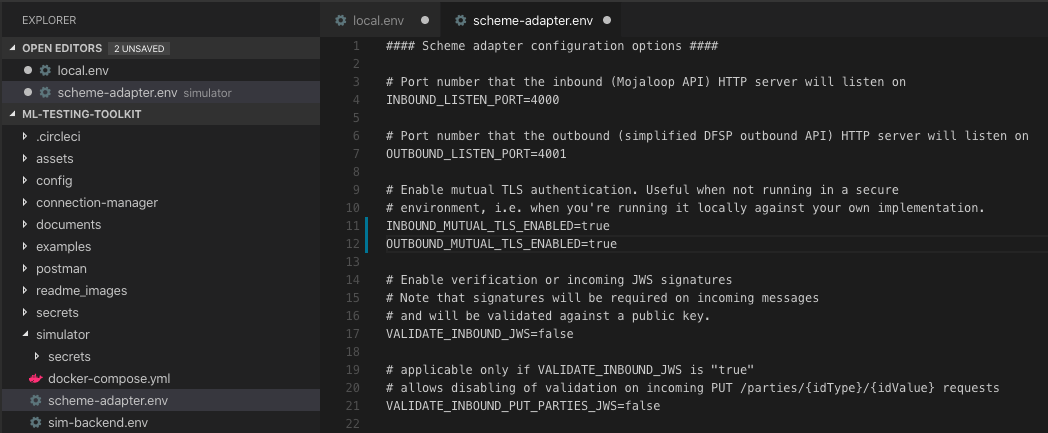 EXPLORER
OPEN EDITORS 2 UNSAVED
local.env
scheme-adapter.env simulator
ML-TESTING-TOOLKIT
.circleci
assets
config
connection-manager
documents
examples
postman
readme_images
secrets
simulator
secrets
docker-compose.yml
scheme-adapter.env
sim-backend.env
local.env scheme-adapter.env
1 #### Scheme adapter configuration options ####
2
3 # Port number that the inbound (Mojaloop API) HTTP server will listen on
4 INBOUND_LISTEN_PORT=4000
5
6 # Port number that the outbound (simplified DFSP outbound API) HTTP server will listen on
7 OUTBOUND_LISTEN_PORT=4001
8
9 # Enable mutual TLS authentication. Useful when not running in a secure
10 # environment, i.e. when you're running it locally against your own implementation.
11 INBOUND_MUTUAL_TLS_ENABLED=true
12 OUTBOUND_MUTUAL_TLS_ENABLED=true
13
14 # Enable verification or incoming JWS signatures
15 # Note that signatures will be required on incoming messages
16 # and will be validated against a public key.
17 VALIDATE_INBOUND_JWS=false
18
19 # applicable only if VALIDATE_INBOUND_JWS is "true"
20 # allows disabling of validation on incoming PUT /parties/{idType}/{idValue} requests
21 VALIDATE_INBOUND_PUT_PARTIES_JWS=false
22